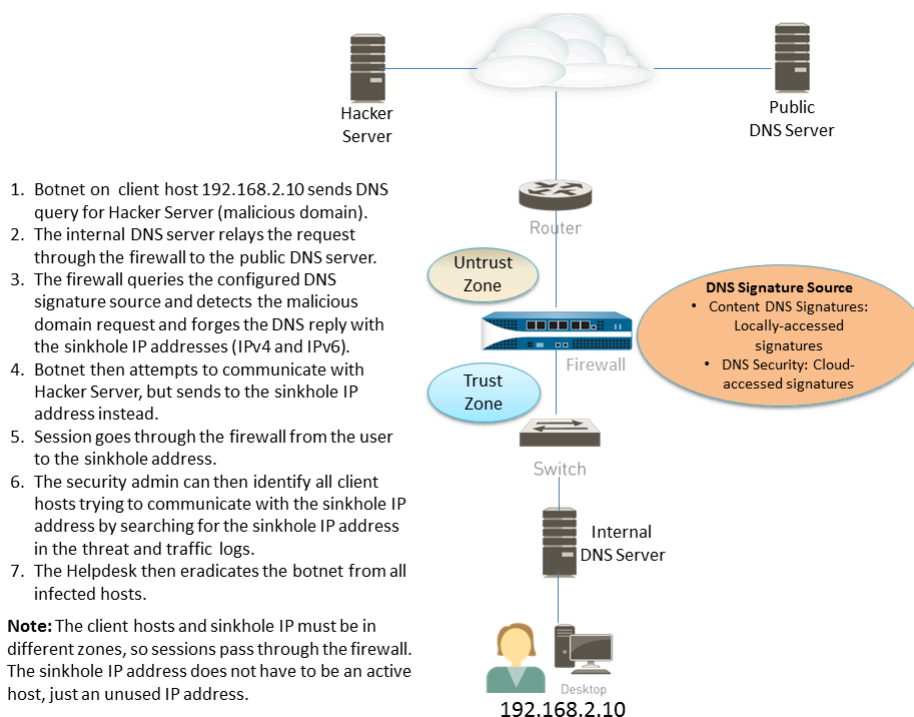 Hacker
Server
Public
DNS Server
1. Botnet on client host 192.168.2.10 sends DNS
query for Hacker Server (malicious domain).
2. The internal DNS server relays the request
through the firewall to the public DNS server.
3. The firewall queries the configured DNS
signature source and detects the malicious
domain request and forges the DNS reply with
the sinkhole IP addresses (IPv4 and IPv6).
4. Botnet then attempts to communicate with
Hacker Server, but sends to the sinkhole IP
address instead.
5. Session goes through the firewall from the user
to the sinkhole address.
6. The security admin can then identify all client
hosts trying to communicate with the sinkhole IP
address by searching for the sinkhole IP address
in the threat and traffic logs.
7. The Helpdesk then eradicates the botnet from all
infected hosts.
Note: The client hosts and sinkhole IP must be in
different zones, so sessions pass through the firewall.
The sinkhole IP address does not have to be an active
host, just an unused IP address.
Router
Untrust
Zone
Firewall
DNS Signature Source
• Content DNS Signatures:
Locally-accessed
signatures
• DNS Security: Cloud-
accessed signatures
Trust
Zone
Switch
Internal
DNS Server
Desktop
192.168.2.10